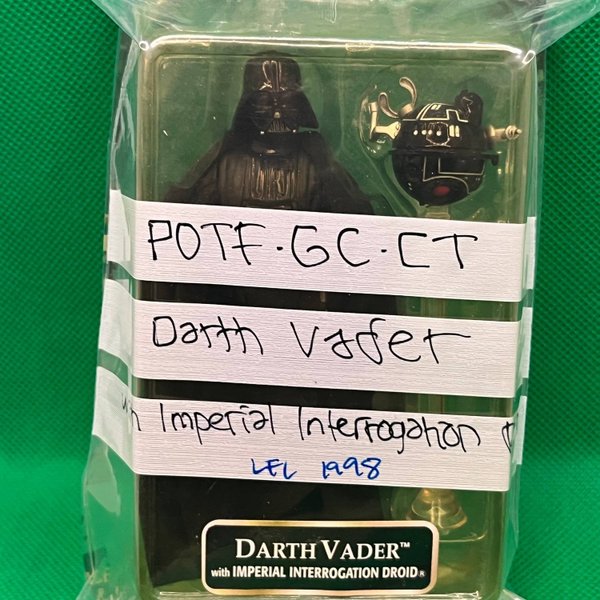 POTF.GC.CT
Darth Vader
Imperial Interrogation
LFL 1998
DARTH VADER™
with IMPERIAL INTERROGATION DROID®